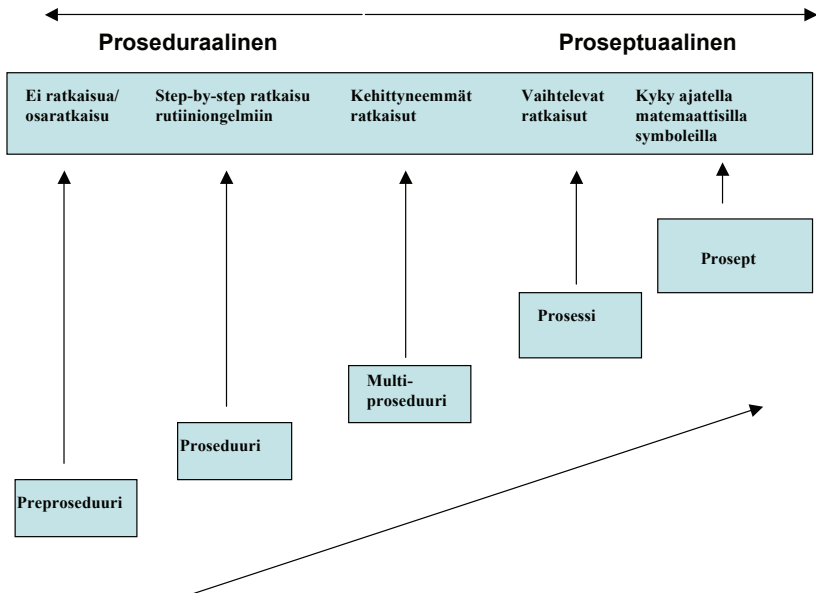 Proseduraalinen
Proseptuaalinen
Ei ratkaisua/
osaratkaisu
Step-by-step ratkaisu
rutiiniongelmiin
Kehittyneemmät
ratkaisut
Vaihtelevat
ratkaisut
Kyky ajatella
matemaattisilla
symboleilla
Prosept
Prosessi
Multi-
proseduuri
Proseduuri
Preproseduuri